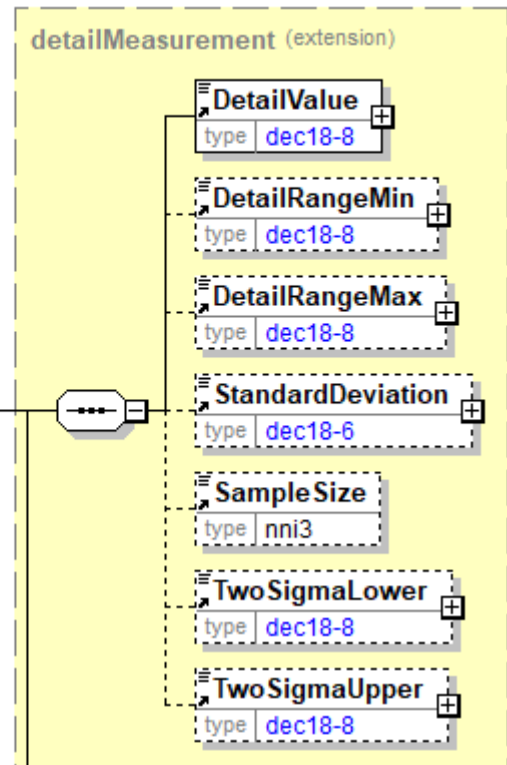 detailMeasurement (extension)
DetailValue
type dec18-8
DetailRangeMin
type dec18-8
DetailRangeMax
type dec18-8
StandardDeviation
type dec18-6
SampleSize
type nni3
TwoSigmaLower
type dec18-8
TwoSigmaUpper
type dec18-8